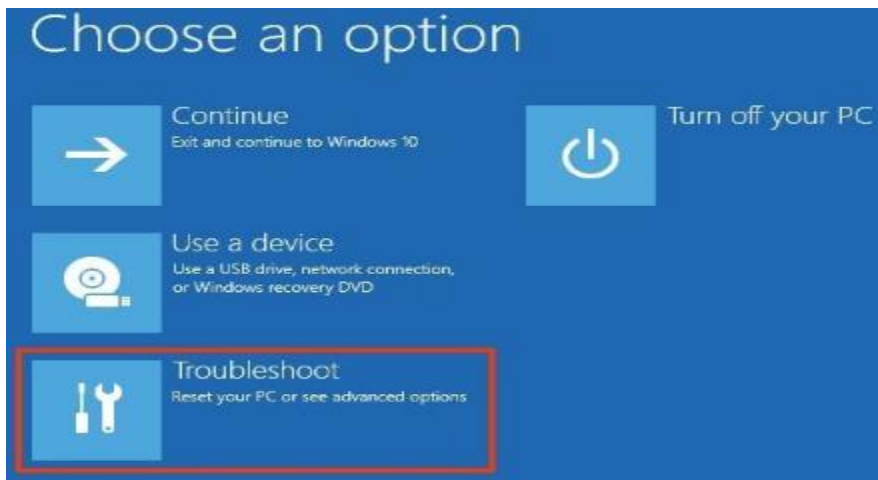 Choose an option
Continue
Exit and continue to Windows 10
Turn off your PC
Use a device
Use a USB drive, network connection,
or Windows recovery DVD
Troubleshoot
Reset your PC or see advanced options